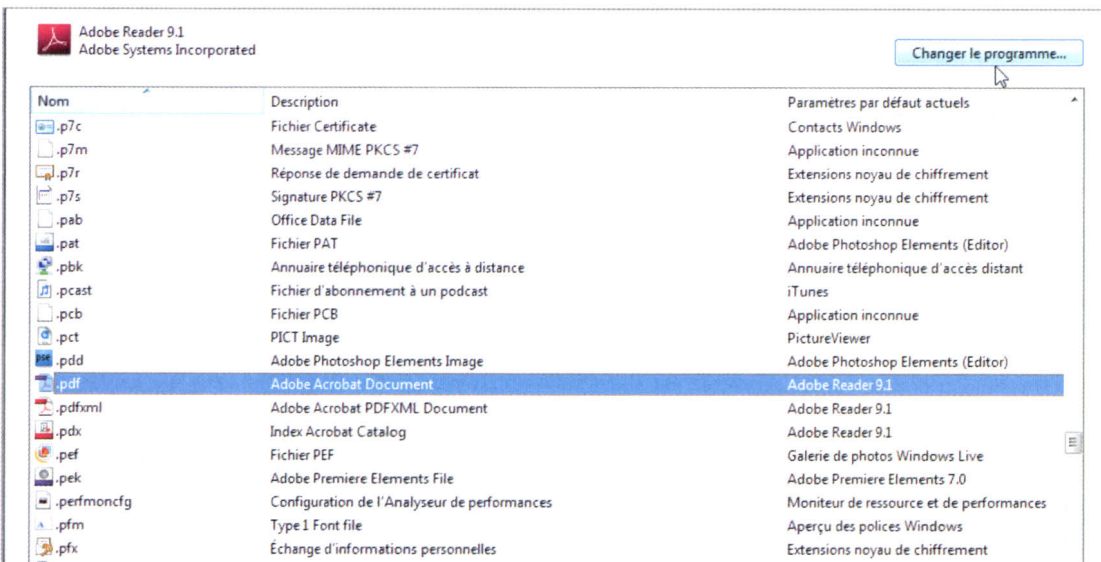 Adobe Reader 9.1
Adobe Systems Incorporated
Changer le programme...
Nom Description Paramètres par défaut actuels
.p7c Fichier Certificate Contacts Windows
.p7m Message MIME PKCS #7 Application inconnue
.p7r Réponse de demande de certificat Extensions noyau de chiffrement
.p7s Signature PKCS #7 Extensions noyau de chiffrement
.pab Office Data File Application inconnue
.pat Fichier PAT Adobe Photoshop Elements (Editor)
.pbk Annuaire téléphonique d'accès à distance Annuaire téléphonique d'accès distant
.pcast Fichier d'abonnement à un podcast iTunes
.pcb Fichier PCB Application inconnue
.pct PICT Image PictureViewer
pse .pdd Adobe Photoshop Elements Image Adobe Photoshop Elements (Editor)
.pdf Adobe Acrobat Document Adobe Reader 9.1
.pdfxml Adobe Acrobat PDFXML Document Adobe Reader 9.1
.pdx Index Acrobat Catalog Adobe Reader 9.1
.pef Fichier PEF Galerie de photos Windows Live
.pek Adobe Premiere Elements File Adobe Premiere Elements 7.0
.perfmoncfg Configuration de l'Analyseur de performances Moniteur de ressource et de performances
.pfm Type 1 Font file Aperçu des polices Windows
.pfx Échange d'informations personnelles Extensions noyau de chiffrement